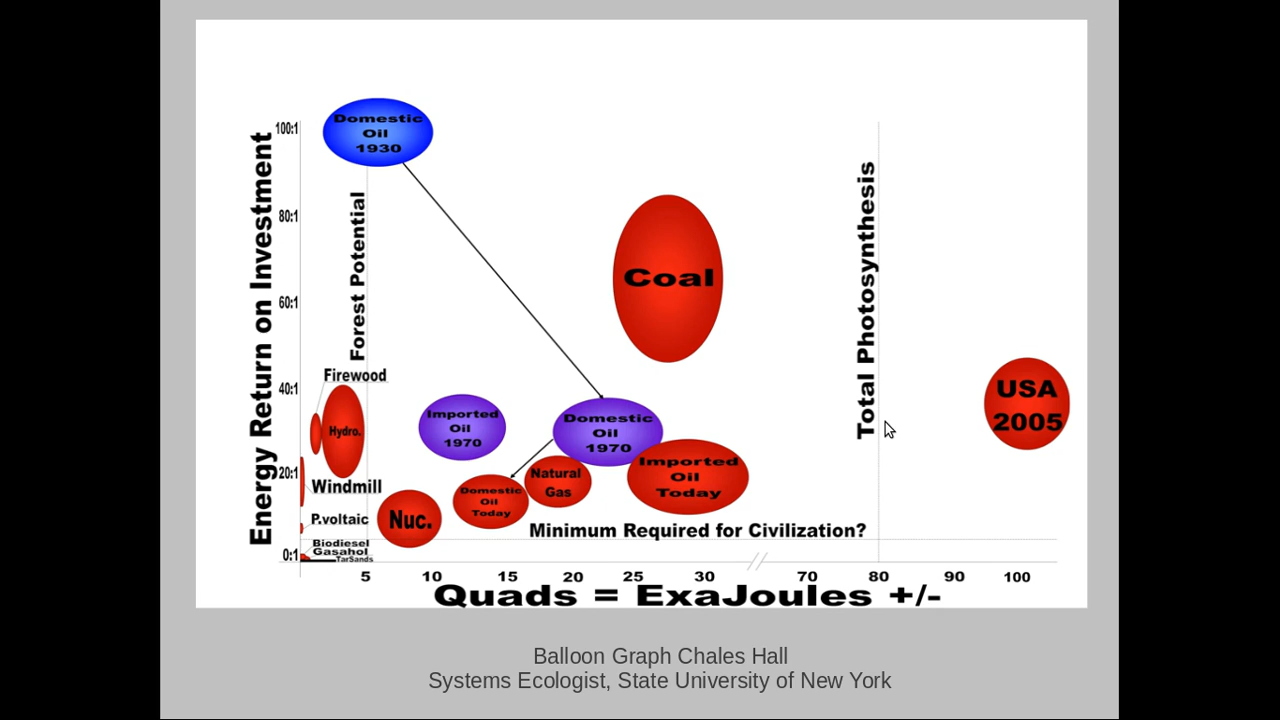 100:1
80:1
60:1
40:1
20:1
0:1
Energy Return on Investment
Domestic
Oil
1930
Forest Potential
Coal
Total Photosynthesis
Firewood
Hydro.
Imported
Oil
1970
Domestic
Oil
1970
USA
2005
Windmill
P.voltaic
Nuc.
Domestic
Oil
Today
Natural
Gas
Imported
Oil
Today
Minimum Required for Civilization?
Biodiesel
Gasahol
TarSands
5 10 15 20 25 30 // 70 80 90 100
Quads = ExaJoules +/-
Balloon Graph Chales Hall
Systems Ecologist, State University of New York